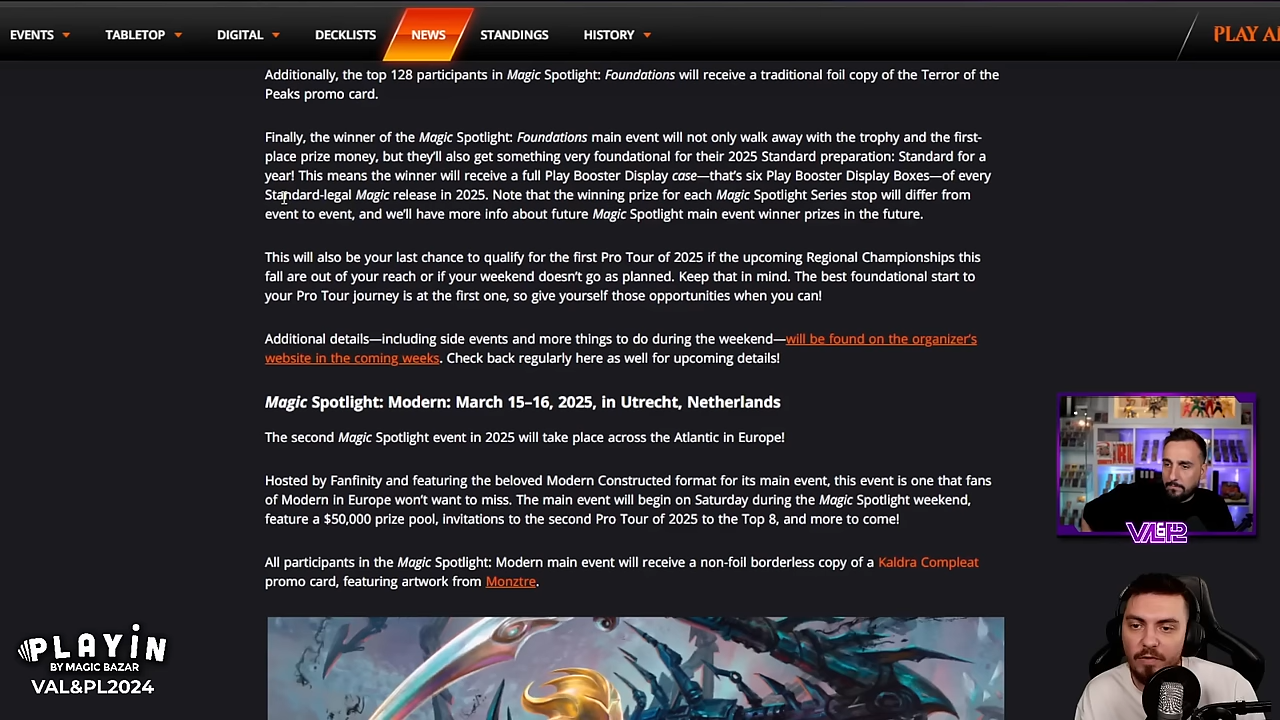 EVENTS TABLETOP DIGITAL DECKLISTS NEWS STANDINGS HISTORY PLAY
Additionally, the top 128 participants in Magic Spotlight: Foundations will receive a traditional foil copy of the Terror of the
Peaks promo card.
Finally, the winner of the Magic Spotlight: Foundations main event will not only walk away with the trophy and the first-
place prize money, but they'll also get something very foundational for their 2025 Standard preparation: Standard for a
year! This means the winner will receive a full Play Booster Display case—that's six Play Booster Display Boxes—of every
Standard-legal Magic release in 2025. Note that the winning prize for each Magic Spotlight Series stop will differ from
event to event, and we'll have more info about future Magic Spotlight main event winner prizes in the future.
This will also be your last chance to qualify for the first Pro Tour of 2025 if the upcoming Regional Championships this
fall are out of your reach or if your weekend doesn't go as planned. Keep that in mind. The best foundational start to
your Pro Tour journey is at the first one, so give yourself those opportunities when you can!
Additional details—including side events and more things to do during the weekend—will be found on the organizer's
website in the coming weeks. Check back regularly here as well for upcoming details!
Magic Spotlight: Modern: March 15–16, 2025, in Utrecht, Netherlands
The second Magic Spotlight event in 2025 will take place across the Atlantic in Europe!
Hosted by Fanfinity and featuring the beloved Modern Constructed format for its main event, this event is one that fans
of Modern in Europe won't want to miss. The main event will begin on Saturday during the Magic Spotlight weekend,
feature a $50,000 prize pool, invitations to the second Pro Tour of 2025 to the Top 8, and more to come!
All participants in the Magic Spotlight: Modern main event will receive a non-foil borderless copy of a Kaldra Compleat
promo card, featuring artwork from Monztre.
VAL&PL
PLAYIN
BY MAGIC BAZAR
VAL&PL2024